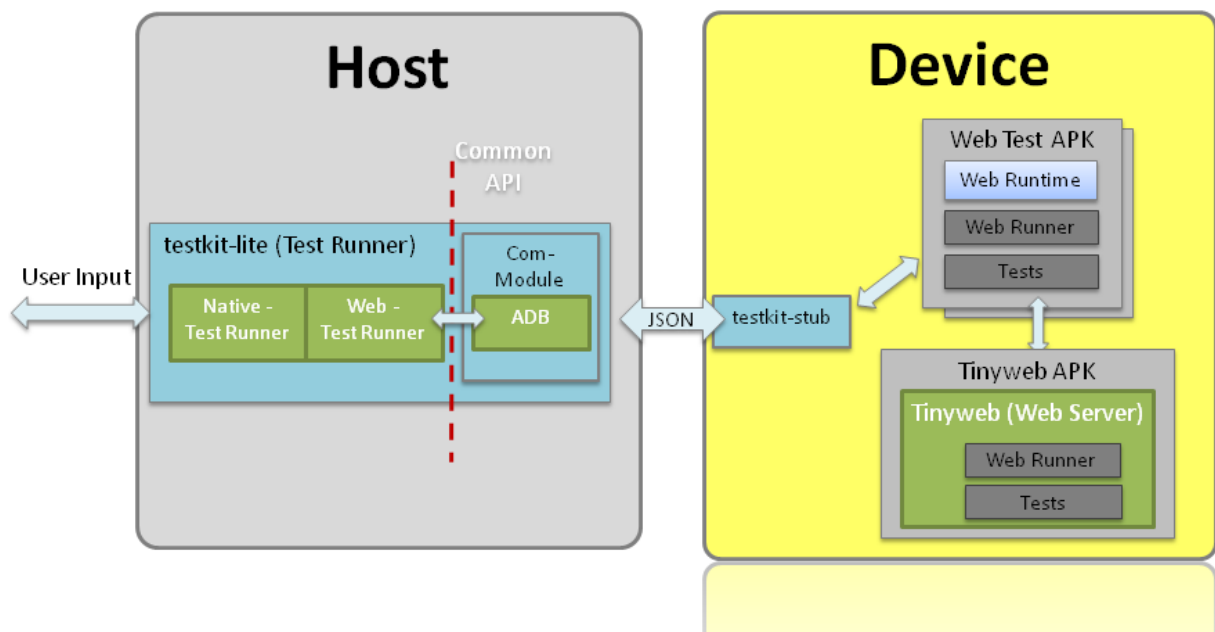 Host
Device
Common
API
testkit-lite (Test Runner)
Com-
Module
User Input
Native -
Test Runner
Web -
Test Runner
ADB
JSON
testkit-stub
Web Test APK
Web Runtime
Web Runner
Tests
Tinyweb APK
Tinyweb (Web Server)
Web Runner
Tests